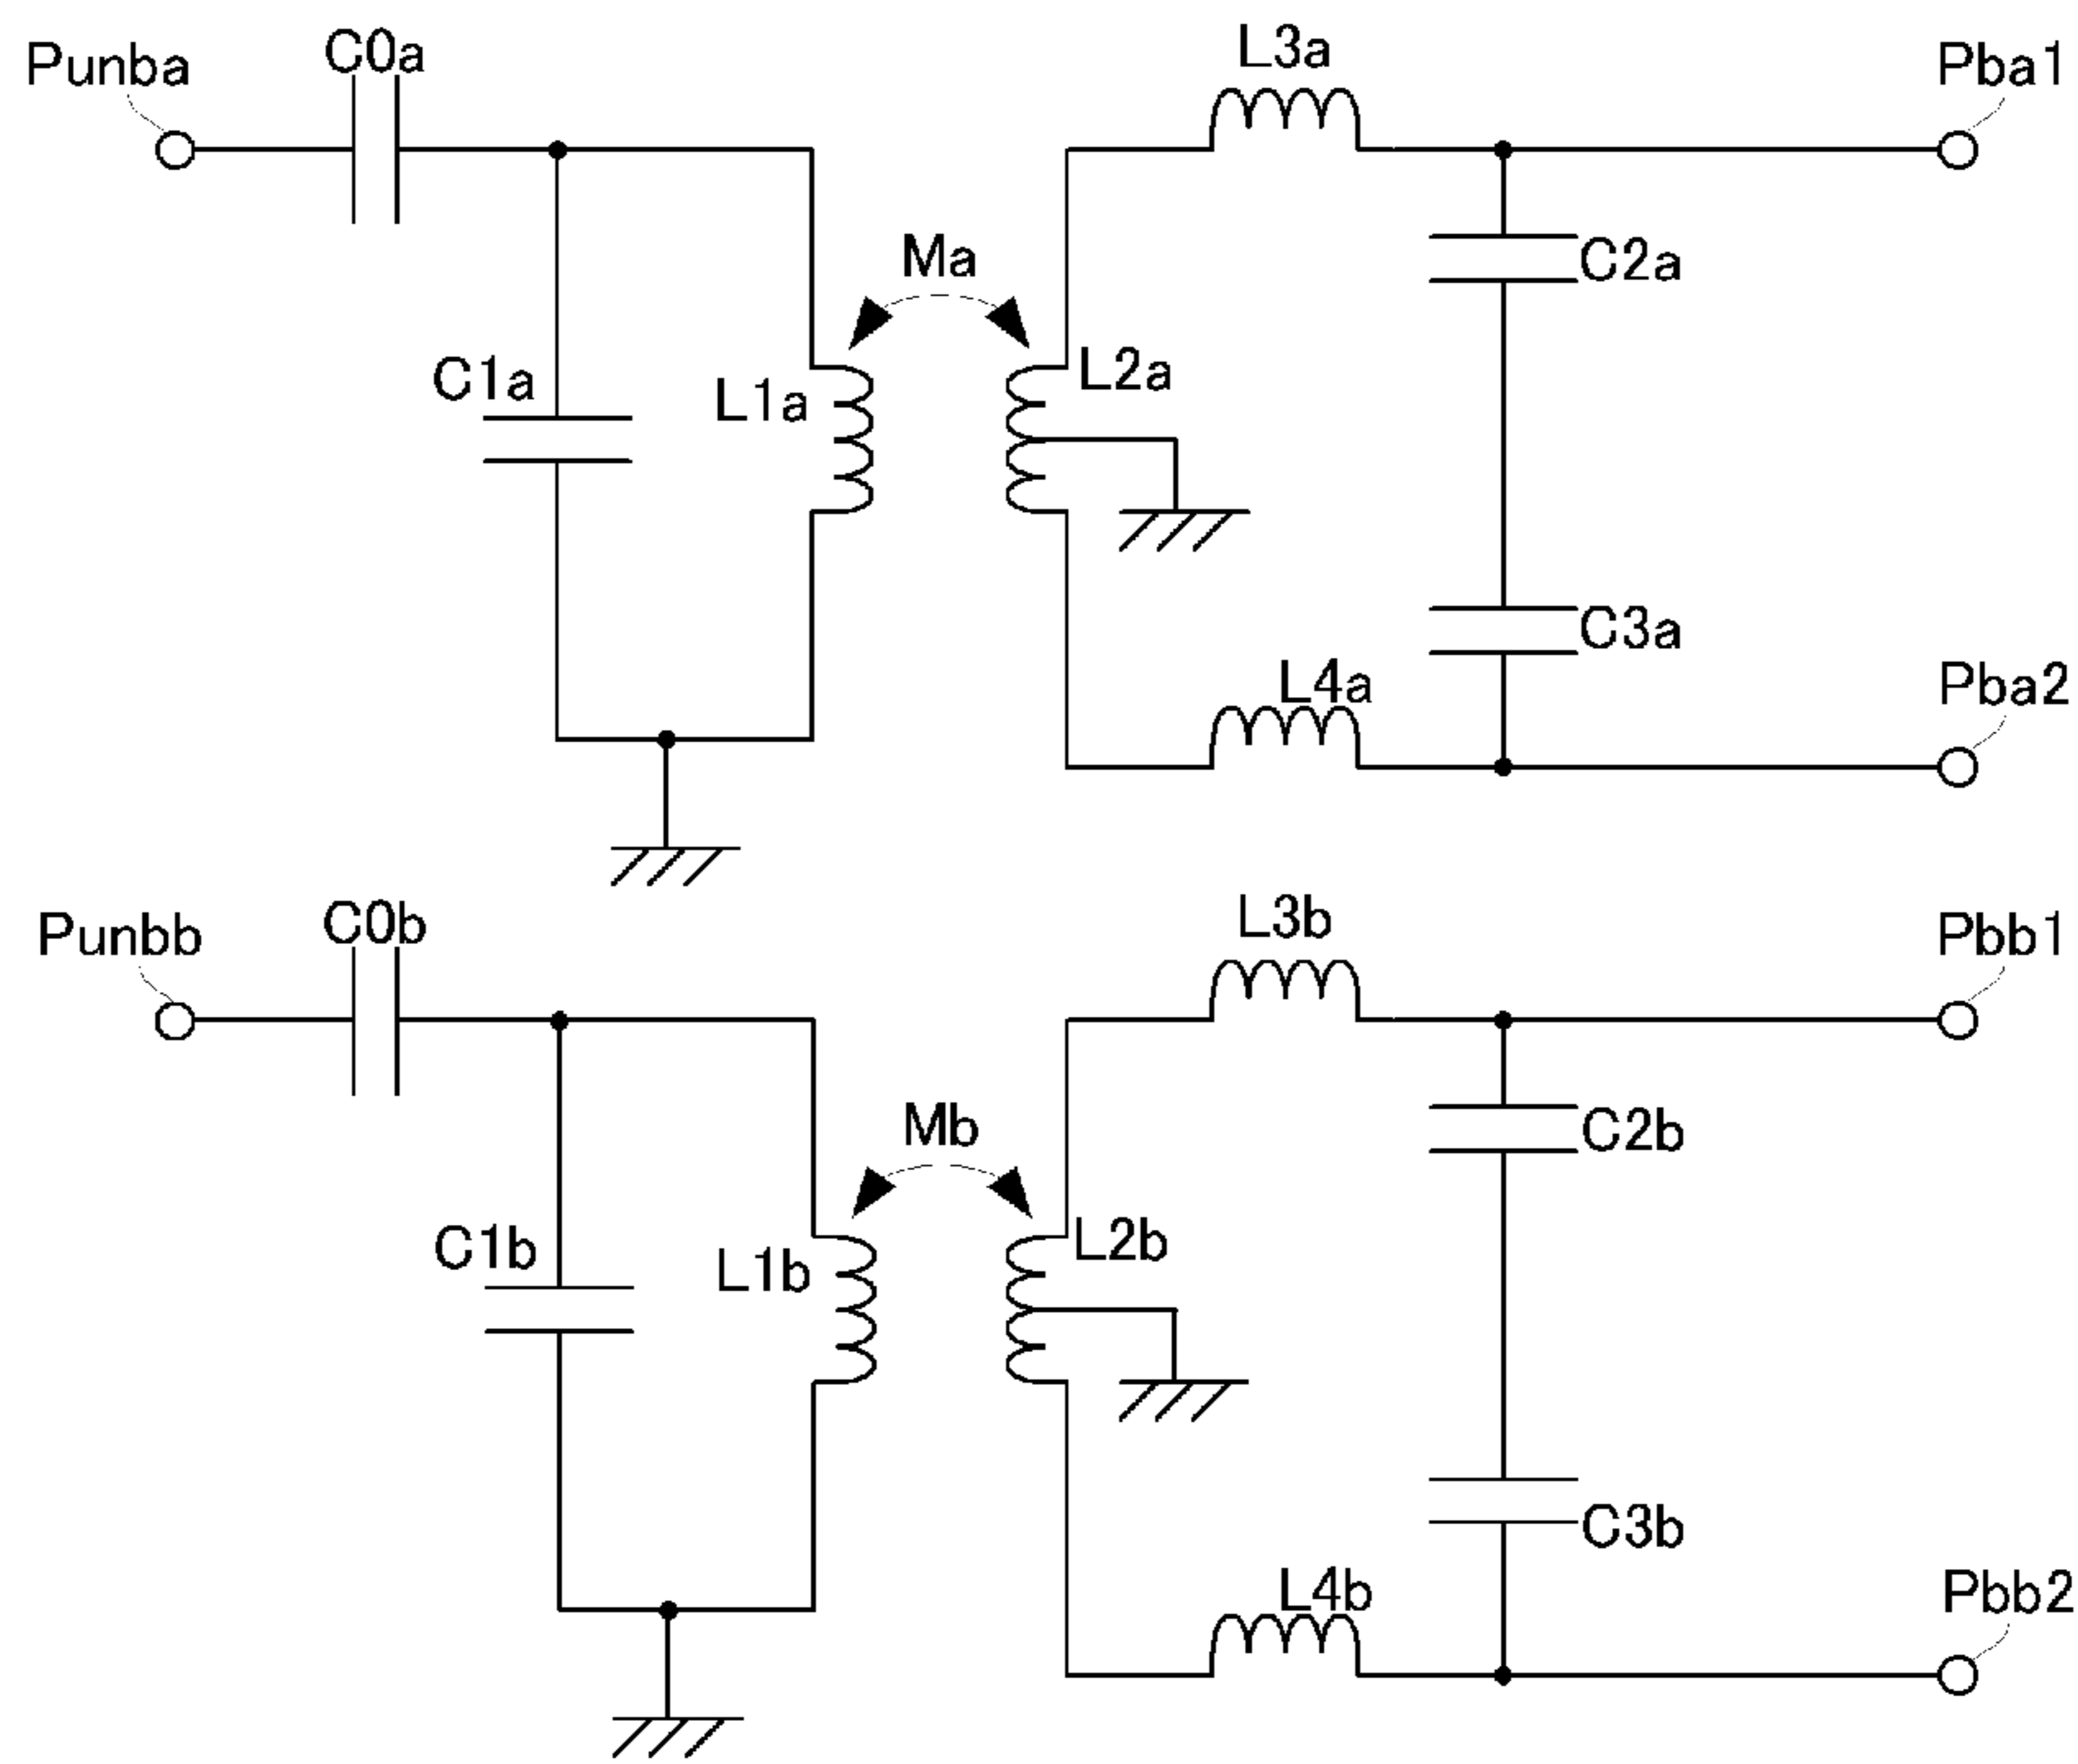 Punba
C0a
L3a
Pba1
Ma
C2a
C1a
L1a
L2a
C3a
L4a
Pba2
Punbb
C0b
L3b
Pbb1
Mb
C2b
C1b
L1b
L2b
C3b
L4b
Pbb2